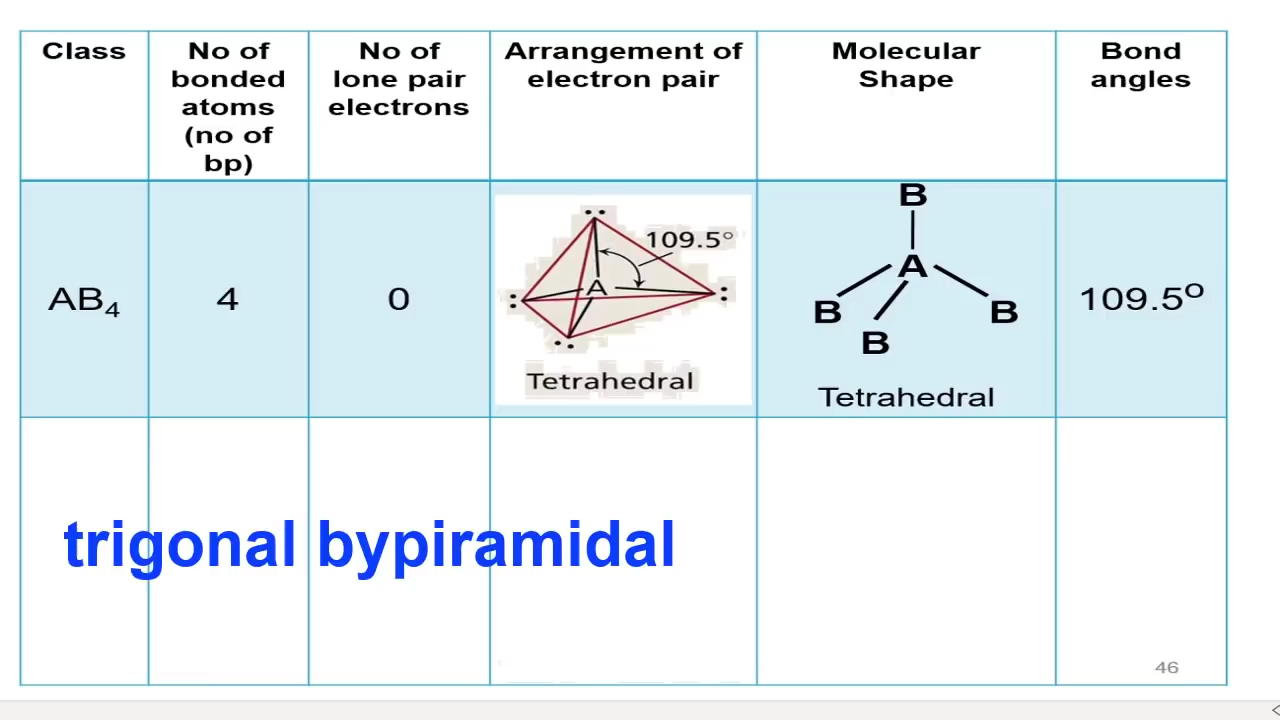 Class
No of
bonded
atoms
(no of
bp)
No of
lone pair
electrons
Arrangement of
electron pair
Molecular
Shape
Bond
angles
AB₄
4
0
109.5°
A
Tetrahedral
B
A
B
B
B
Tetrahedral
109.5º
trigonal bypiramidal
46